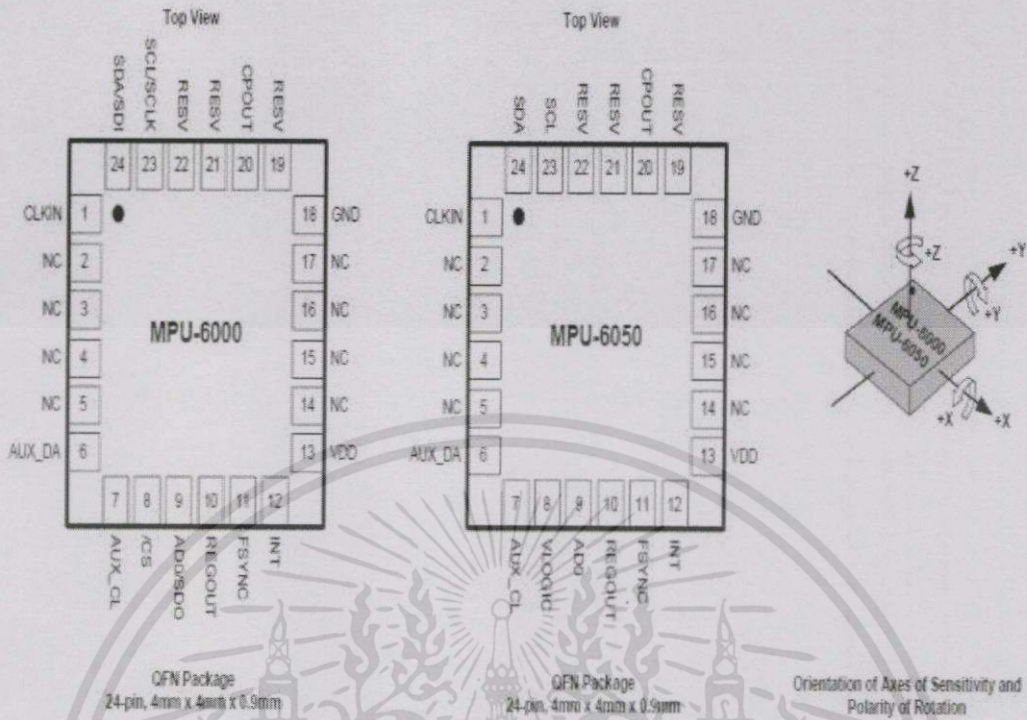 Top View
SDA/SDI
SCL/SCLK
RESV
RESV
CPOUT
RESV
24 23 22 21 20 19
CLKIN 1
NC 2
NC 3
NC 4
NC 5
AUX_DA 6
MPU-6000
18 GND
17 NC
16 NC
15 NC
14 NC
13 VDD
7 8 9 10 11 12
AUX_CL
/CS
AD0/SDO
REGOUT
FSYNC
INT
QFN Package
24-pin, 4mm x 4mm x 0.9mm
Top View
SDA
SCL
RESV
RESV
CPOUT
RESV
24 23 22 21 20 19
CLKIN 1
NC 2
NC 3
NC 4
NC 5
AUX_DA 6
MPU-6050
18 GND
17 NC
16 NC
15 NC
14 NC
13 VDD
7 8 9 10 11 12
AUX_CL
VLOGIC
AD0
REGOUT
FSYNC
INT
QFN Package
24-pin, 4mm x 4mm x 0.9mm
+Z
+Z
+Y
+Y
MPU-6000
MPU-6050
+X
+X
Orientation of Axes of Sensitivity and
Polarity of Rotation